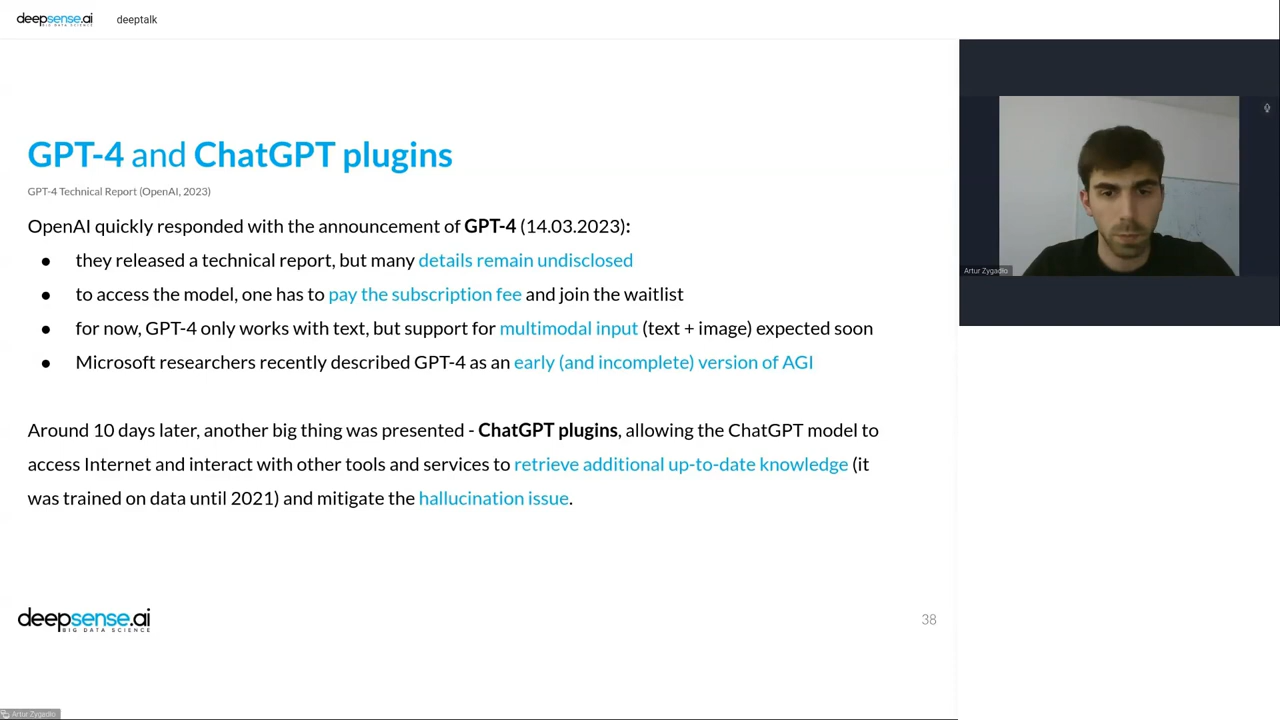 deepsense.ai
BIG DATA SCIENCE
deeptalk
GPT-4 and ChatGPT plugins
GPT-4 Technical Report (OpenAI, 2023)
OpenAI quickly responded with the announcement of GPT-4 (14.03.2023):
● they released a technical report, but many details remain undisclosed
● to access the model, one has to pay the subscription fee and join the waitlist
● for now, GPT-4 only works with text, but support for multimodal input (text + image) expected soon
● Microsoft researchers recently described GPT-4 as an early (and incomplete) version of AGI
Around 10 days later, another big thing was presented - ChatGPT plugins, allowing the ChatGPT model to
access Internet and interact with other tools and services to retrieve additional up-to-date knowledge (it
was trained on data until 2021) and mitigate the hallucination issue.
deepsense.ai
BIG DATA SCIENCE
38
Artur Zygadło
Artur Zygadło